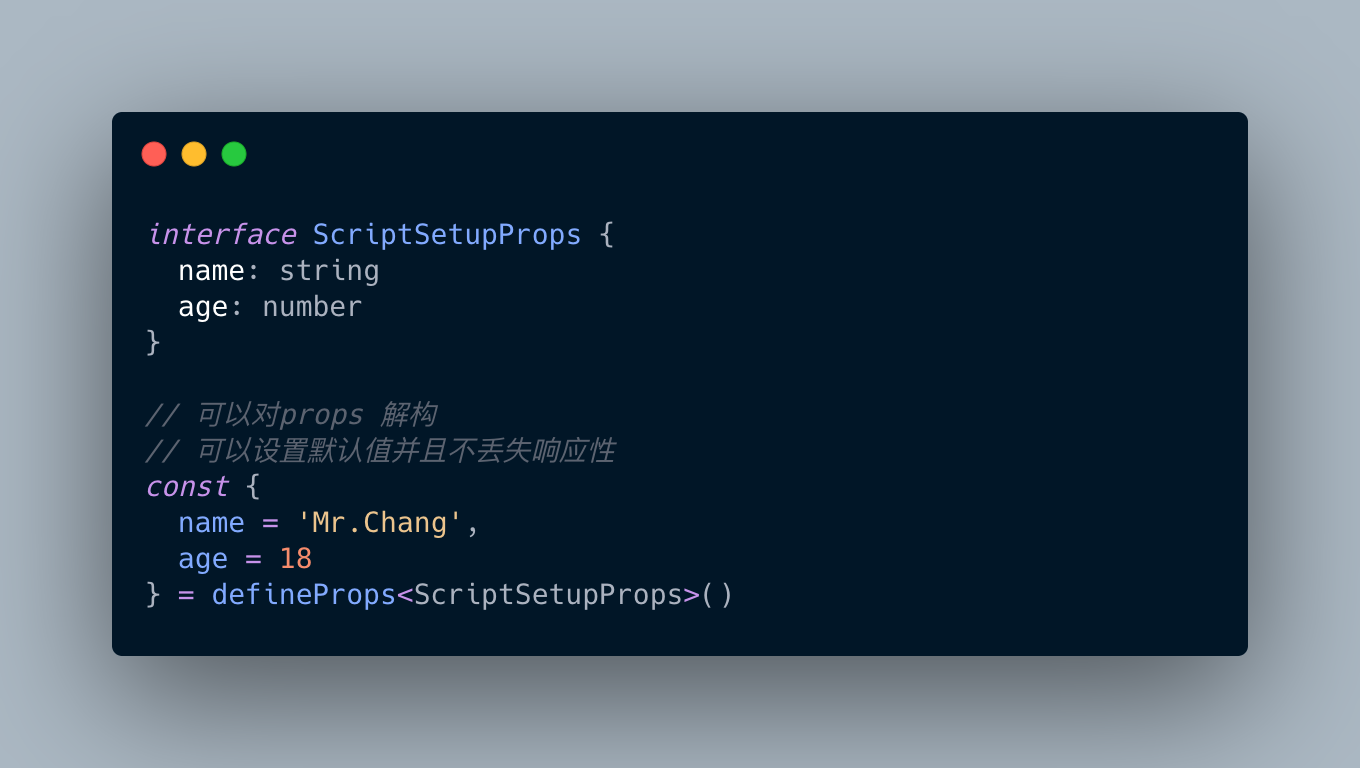 interface ScriptSetupProps {
  name: string
  age: number
}
// 可以对props 解构
// 可以设置默认值并且不丢失响应性
const {
  name = 'Mr.Chang',
  age = 18
} = defineProps<ScriptSetupProps>()